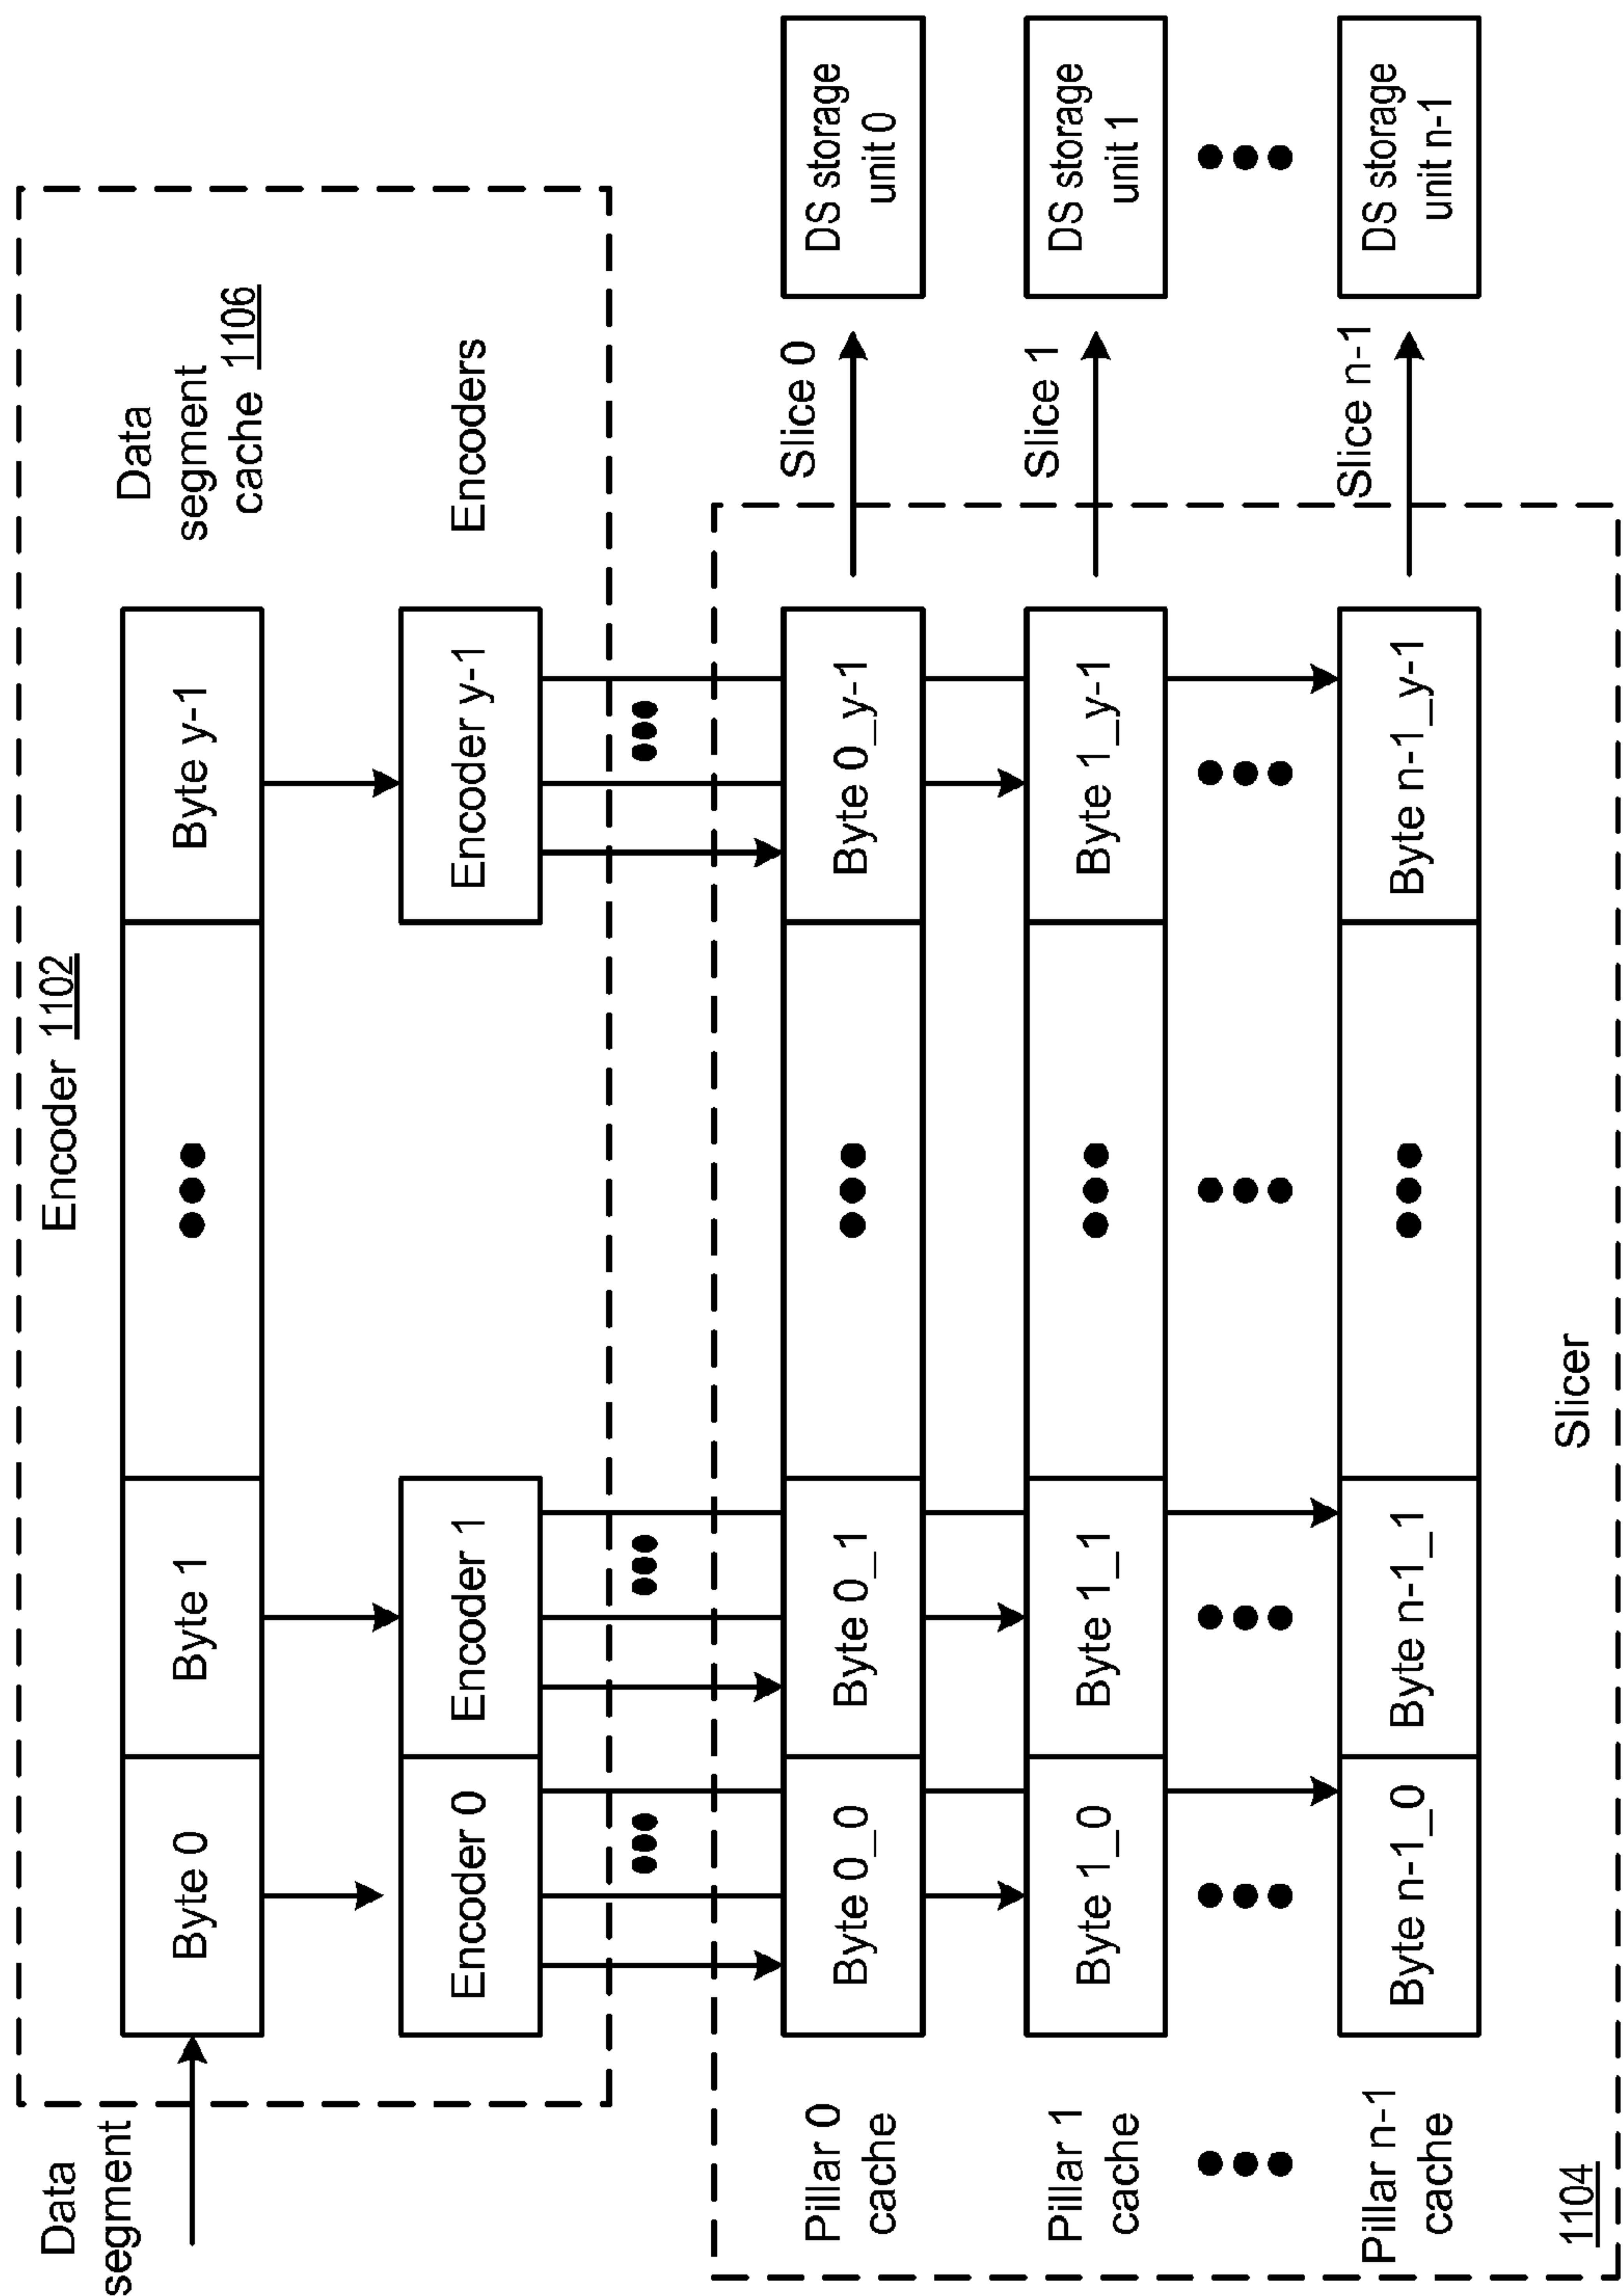 Encoder 1102
Data
segment
Byte 0
Byte 1
Byte y-1
Data
segment
cache 1106
Encoder 0
Encoder 1
Encoder y-1
Encoders
Pillar 0
cache
Byte 0_0
Byte 0_1
Byte 0_y-1
Slice 0
DS storage
unit 0
Pillar 1
cache
Byte 1_0
Byte 1_1
Byte 1_y-1
Slice 1
DS storage
unit 1
Pillar n-1
cache
Byte n-1_0
Byte n-1_1
Byte n-1_y-1
Slice n-1
DS storage
unit n-1
1104
Slicer